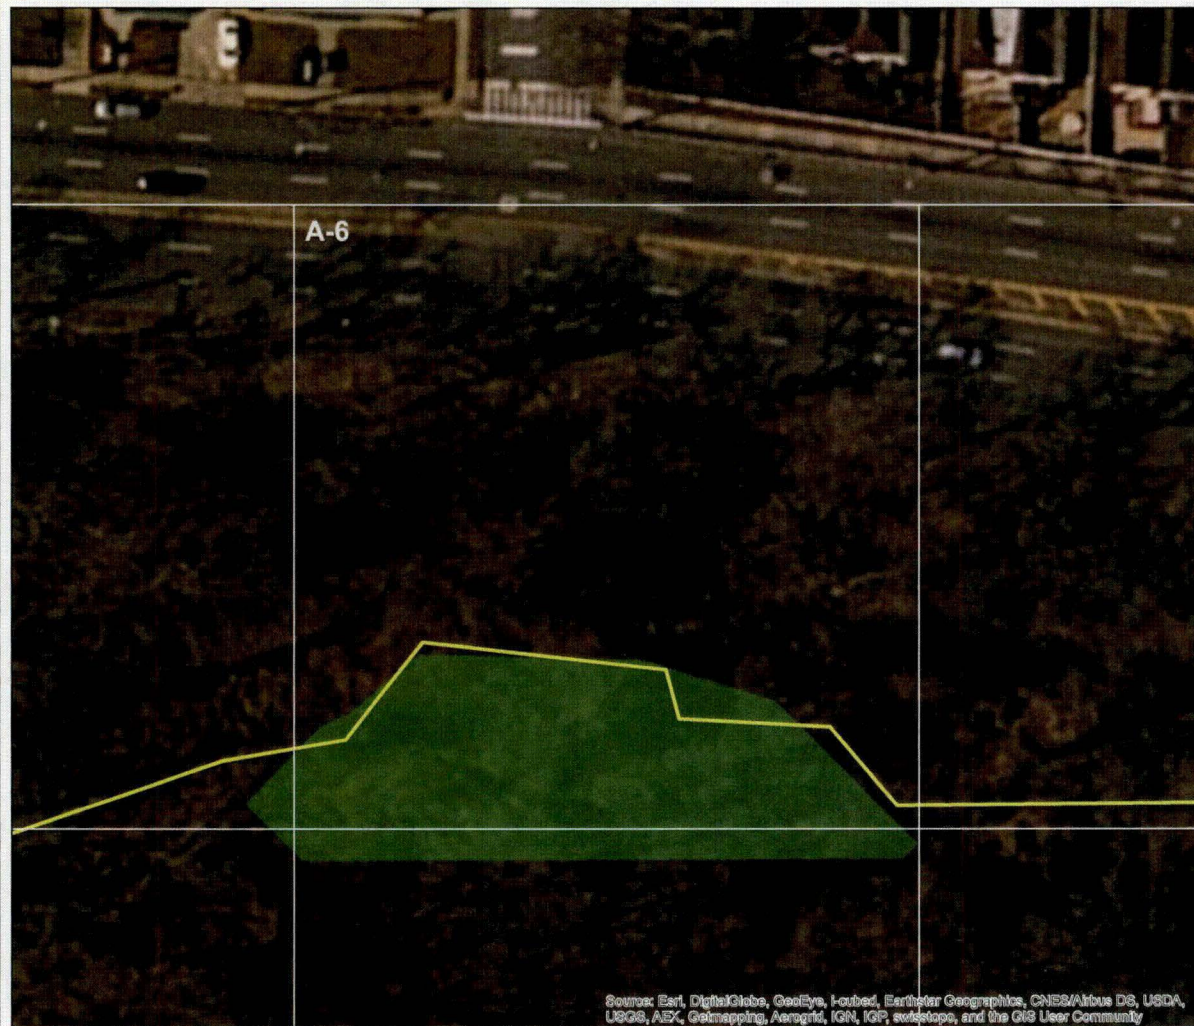 A-6
Source: Esri, DigitalGlobe, GeoEye, i-cubed, Earthstar Geographics, CNES/Airbus DS, USDA,
USGS, AEX, Getmapping, Aerogrid, IGN, IGP, swisstopo, and the GIS User Community